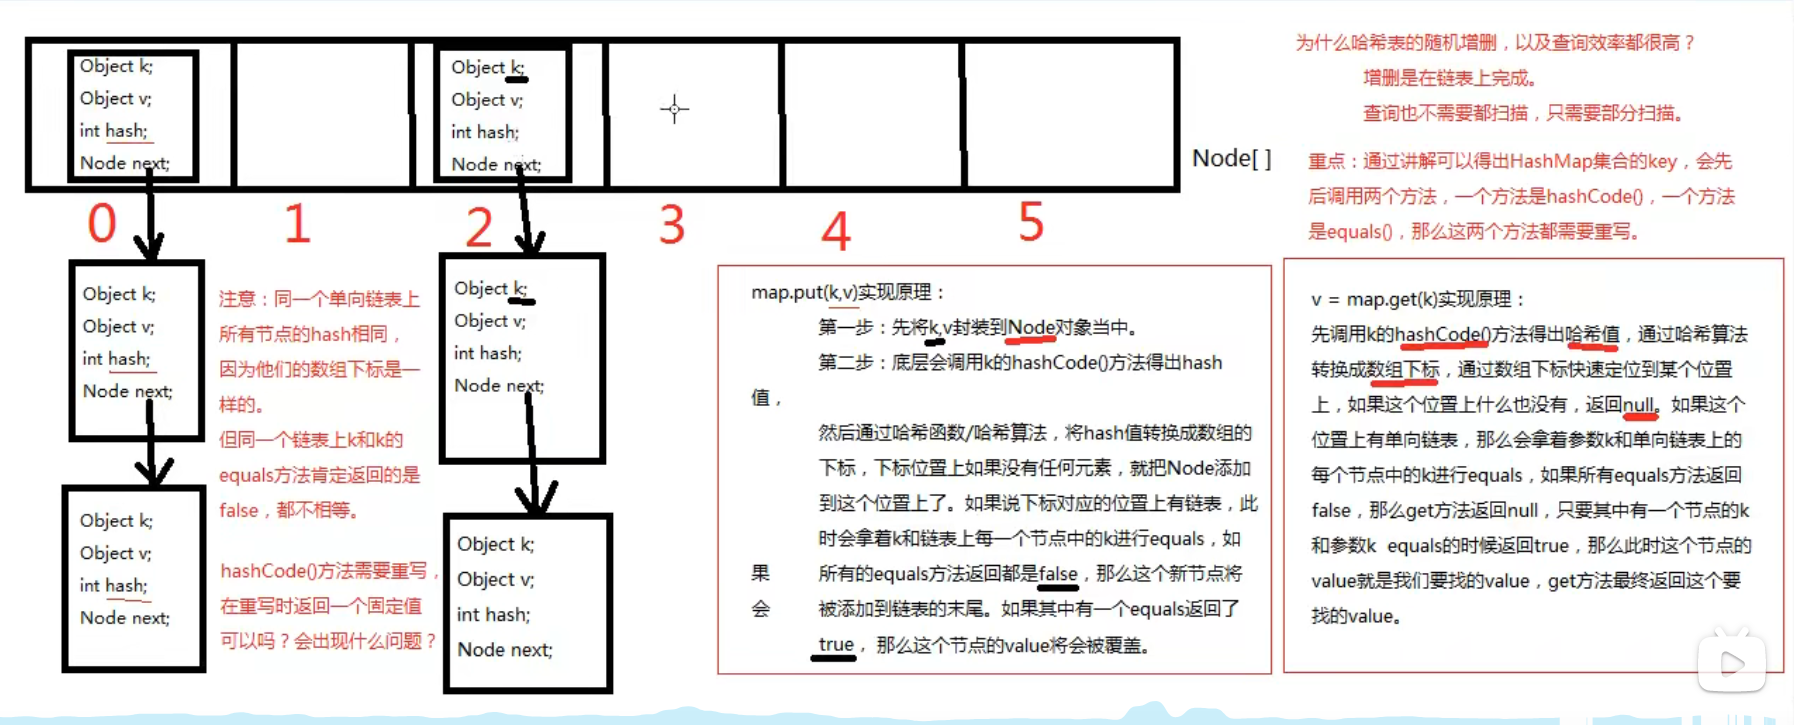 Object k;
Object v;
int hash;
Node next;
Object k;
Object v;
int hash;
Node next;
Node[ ]
0
1
2
3
4
5
Object k;
Object v;
int hash;
Node next;
Object k;
Object v;
int hash;
Node next;
Object k;
Object v;
int hash;
Node next;
Object k;
Object v;
int hash;
Node next;
注意：同一个单向链表上
所有节点的hash相同，
因为他们的数组下标是一
样的。
但同一个链表上k和k的
equals方法肯定返回的是
false，都不相等。
hashCode()方法需要重写，
在重写时返回一个固定值
可以吗？会出现什么问题？
为什么哈希表的随机增删，以及查询效率都很高？
增删是在链表上完成。
查询也不需要都扫描，只需要部分扫描。
重点：通过讲解可以得出HashMap集合的key，会先
后调用两个方法，一个方法是hashCode()，一个方法
是equals()，那么这两个方法都需要重写。
map.put(k,v)实现原理：
第一步：先将k,v封装到Node对象当中。
第二步：底层会调用k的hashCode()方法得出hash
值，
然后通过哈希函数/哈希算法，将hash值转换成数组的
下标，下标位置上如果没有任何元素，就把Node添加
到这个位置上了。如果说下标对应的位置上有链表，此
时会拿着k和链表上每一个节点中的k进行equals，如
果 所有的equals方法返回都是false，那么这个新节点将
会 被添加到链表的末尾。如果其中有一个equals返回了
true，那么这个节点的value将会被覆盖。
v = map.get(k)实现原理：
先调用k的hashCode()方法得出哈希值，通过哈希算法
转换成数组下标，通过数组下标快速定位到某个位置
上，如果这个位置上什么也没有，返回null。如果这个
位置上有单向链表，那么会拿着参数k和单向链表上的
每个节点中的k进行equals，如果所有equals方法返回
false，那么get方法返回null，只要其中有一个节点的k
和参数k equals的时候返回true，那么此时这个节点的
value就是我们要找的value，get方法最终返回这个要
找的value。